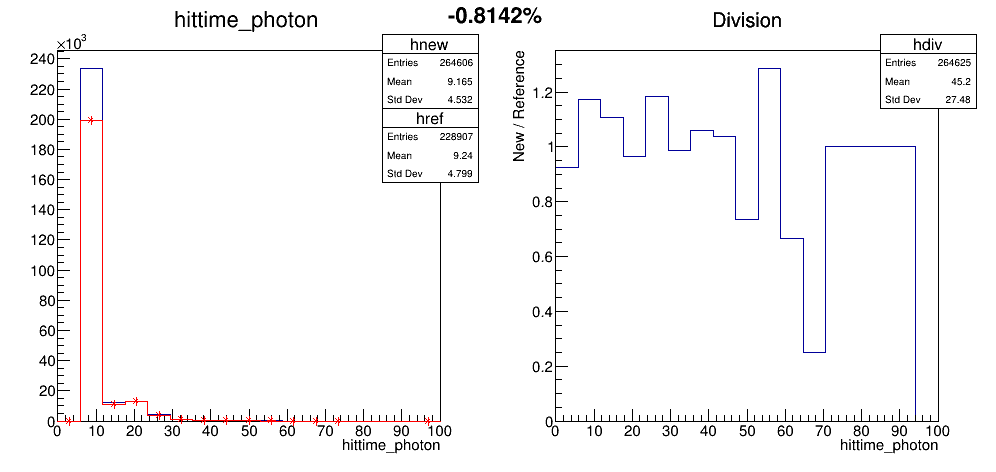 -0.8142%
hittime_photon
×10³
hnew
Entries 264606
Mean 9.165
Std Dev 4.532
href
Entries 228907
Mean 9.24
Std Dev 4.799
240
220
200
180
160
140
120
100
80
60
40
20
0
0 10 20 30 40 50 60 70 80 90 100
hittime_photon
Division
hdiv
Entries 264625
Mean 45.2
Std Dev 27.48
New / Reference
1.2
1
0.8
0.6
0.4
0.2
0
0 10 20 30 40 50 60 70 80 90 100
hittime_photon